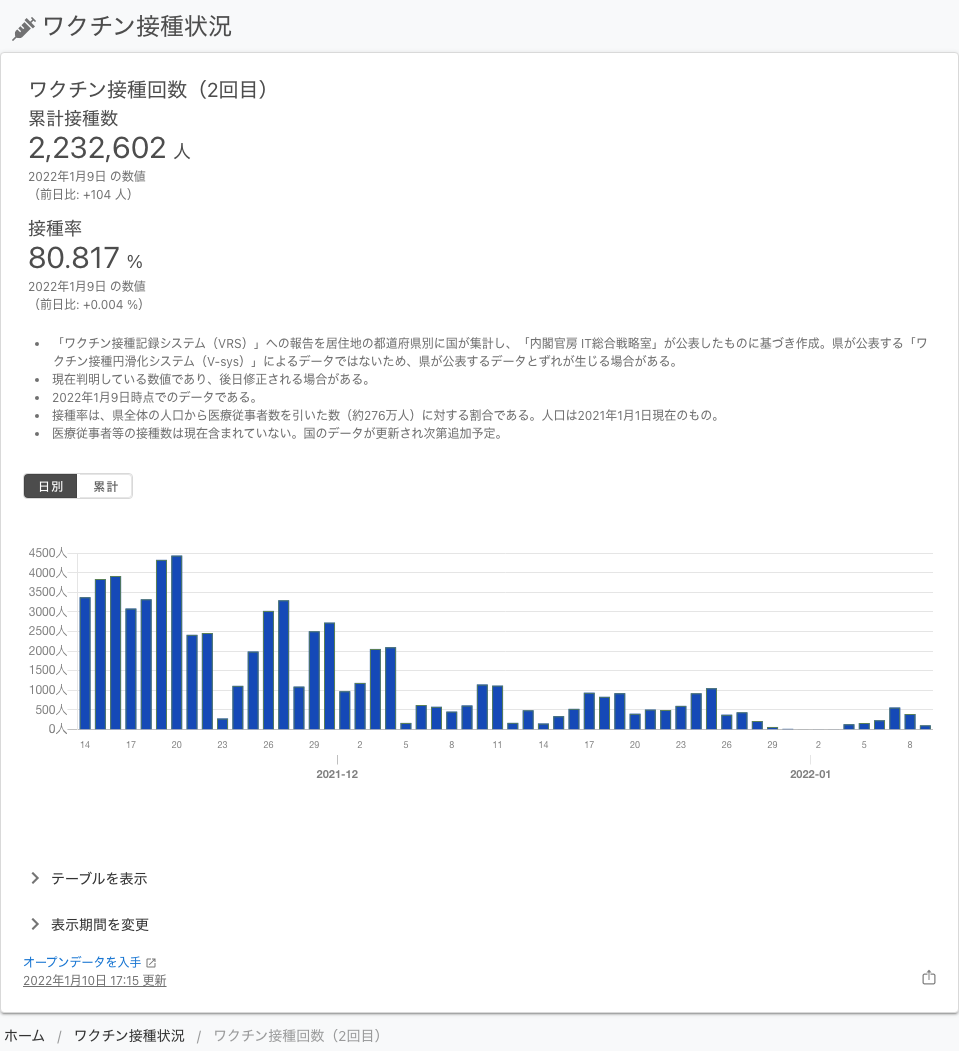 ワクチン接種状況
ワクチン接種回数（2回目）
累計接種数
2,232,602 人
2022年1月9日 の数値
（前日比: +104 人）
接種率
80.817 %
2022年1月9日 の数値
（前日比: +0.004 %）
「ワクチン接種記録システム（VRS）」への報告を居住地の都道府県別に国が集計し、「内閣官房 IT総合戦略室」が公表したものに基づき作成。県が公表する「ワ
クチン接種円滑化システム（V-sys）」によるデータではないため、県が公表するデータとずれが生じる場合がある。
現在判明している数値であり、後日修正される場合がある。
2022年1月9日時点でのデータである。
接種率は、県全体の人口から医療従事者数を引いた数（約276万人）に対する割合である。人口は2021年1月1日現在のもの。
医療従事者等の接種数は現在含まれていない。国のデータが更新され次第追加予定。
日別 累計
4500人
4000人
3500人
3000人
2500人
2000人
1500人
1000人
500人
0人
14 17 20 23 26 29 2 5 8 11 14 17 20 23 26 29 2 5 8
2021-12 2022-01
テーブルを表示
表示期間を変更
オープンデータを入手
2022年1月10日 17:15 更新
ホーム / ワクチン接種状況 / ワクチン接種回数（2回目）